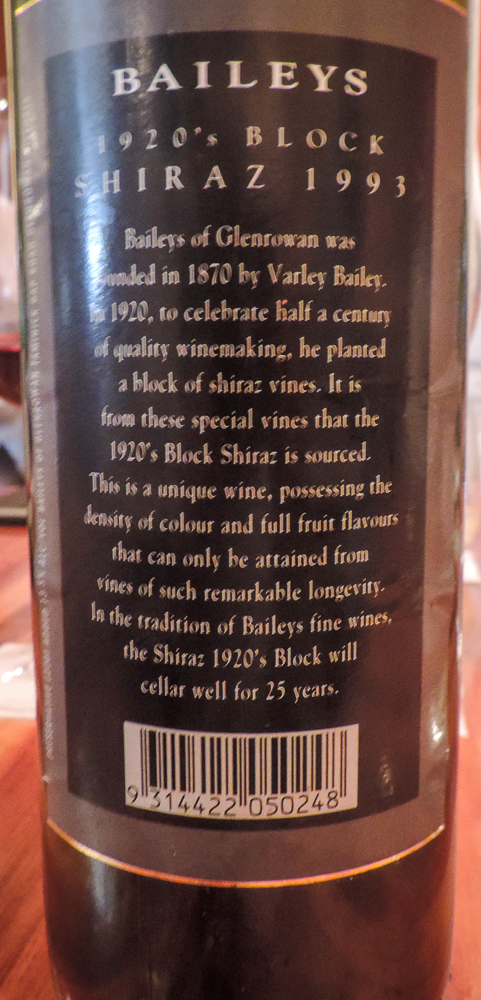 BAILEYS
1920's BLOCK
SHIRAZ 1993
Baileys of Glenrowan was
founded in 1870 by Varley Bailey.
In 1920, to celebrate half a century
of quality winemaking, he planted
a block of shiraz vines. It is
from these special vines that the
1920's Block Shiraz is sourced.
This is a unique wine, possessing the
density of colour and full fruit flavours
that can only be attained from
vines of such remarkable longevity.
In the tradition of Baileys fine wines,
the Shiraz 1920's Block will
cellar well for 25 years.
9 314422 050248